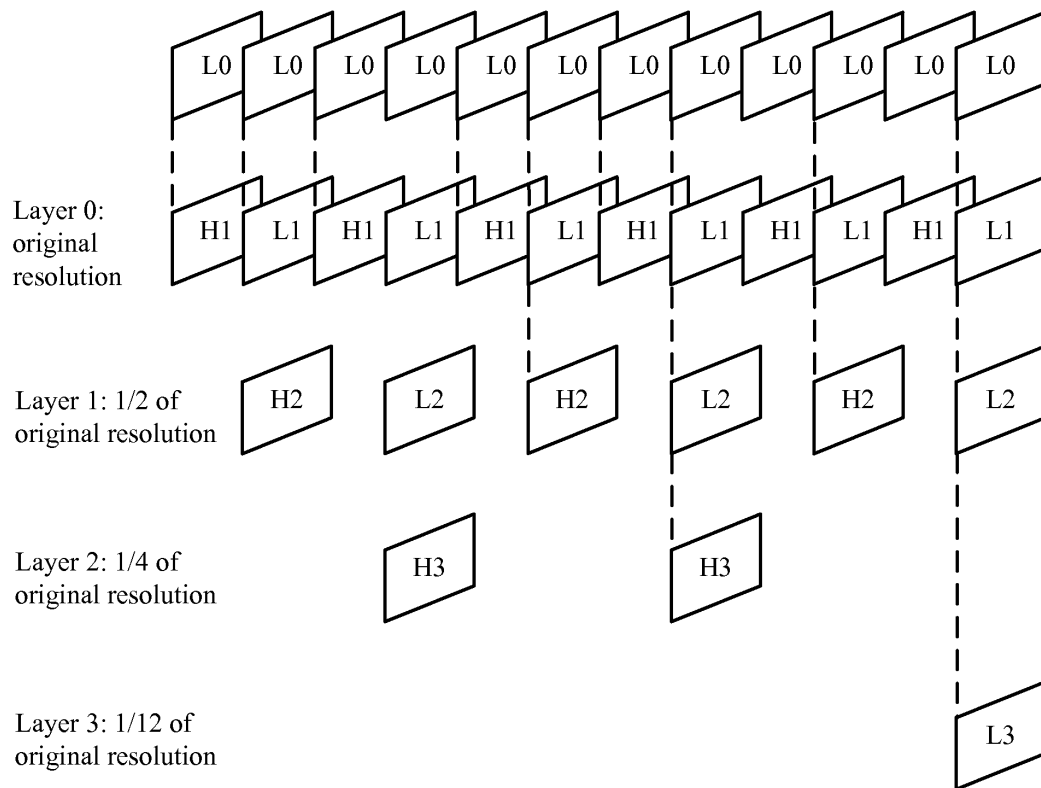 L0 L0 L0 L0 L0 L0 L0 L0 L0 L0 L0 L0
Layer 0:
original
resolution
H1 L1 H1 L1 H1 L1 H1 L1 H1 L1 H1 L1
Layer 1: 1/2 of
original resolution
H2 L2 H2 L2 H2 L2
Layer 2: 1/4 of
original resolution
H3 H3
Layer 3: 1/12 of
original resolution
L3